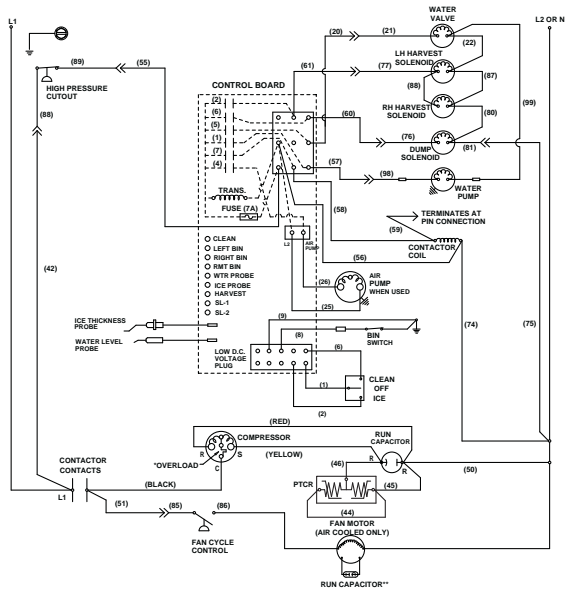 WATER
VALVE
L1
L2 OR N
(20)
(21)
(22)
(89)
(55)
HIGH PRESSURE
CUTOUT
(61)
(77)
LH HARVEST
SOLENOID
(87)
(88)
(99)
(88)
CONTROL BOARD
(2)
(6)
(5)
(1)
(7)
(4)
RH HARVEST
SOLENOID
(60)
(76)
(80)
DUMP
SOLENOID
(81)
(57)
(98)
WATER
PUMP
TRANS.
FUSE (7A)
(58)
(59)
TERMINATES AT
PIN CONNECTION
CONTACTOR
COIL
L2
AIR
PUMP
(56)
CLEAN
LEFT BIN
RIGHT BIN
RMT BIN
WTR PROBE
ICE PROBE
HARVEST
SL-1
SL-2
(42)
(26)
(25)
AIR
PUMP
WHEN USED
ICE THICKNESS
PROBE
WATER LEVEL
PROBE
(9)
(8)
BIN
SWITCH
(74)
(75)
LOW D.C.
VOLTAGE
PLUG
(6)
(1)
(2)
CLEAN
OFF
ICE
(RED)
COMPRESSOR
R
S
C
*OVERLOAD
(YELLOW)
RUN
CAPACITOR
R
R
(50)
CONTACTOR
CONTACTS
L1
(BLACK)
(46)
PTCR
(45)
(44)
(51)
(85)
(86)
FAN CYCLE
CONTROL
FAN MOTOR
(AIR COOLED ONLY)
RUN CAPACITOR**